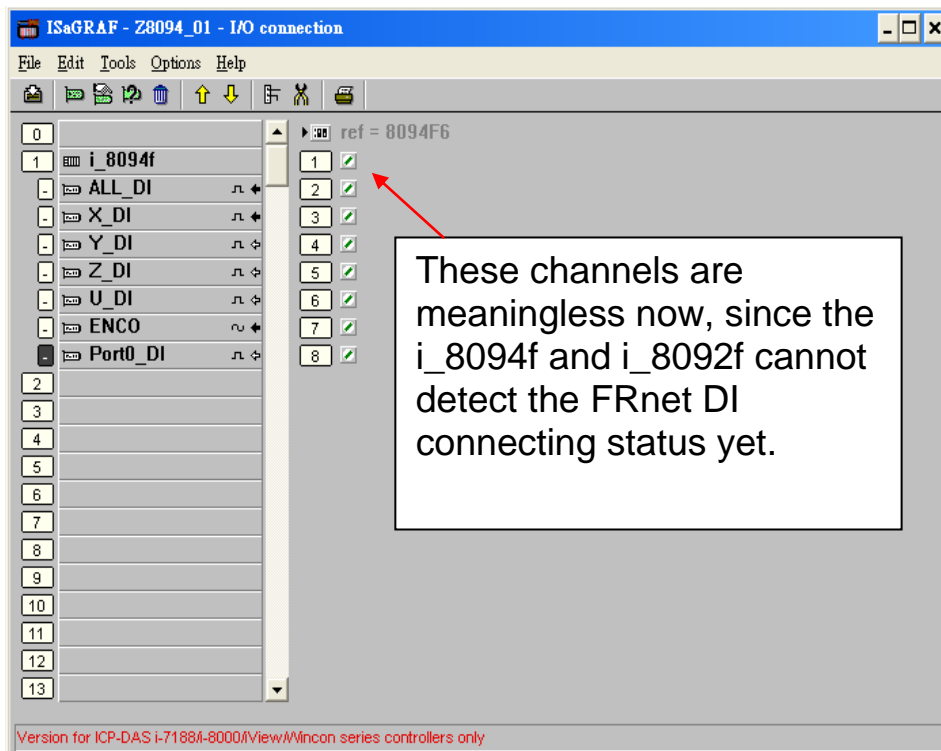 ISaGRAF - Z8094_01 - I/O connection
File Edit Tools Options Help
0
1 i_8094f
- ALL_DI
- X_DI
- Y_DI
- Z_DI
- U_DI
- ENCO
- Port0_DI
2
3
4
5
6
7
8
9
10
11
12
13
ref = 8094F6
1
2
3
4
5
6
7
8
These channels are
meaningless now, since the
i_8094f and i_8092f cannot
detect the FRnet DI
connecting status yet.
Version for ICP-DAS i-7188/i-8000/iView/Wincon series controllers only